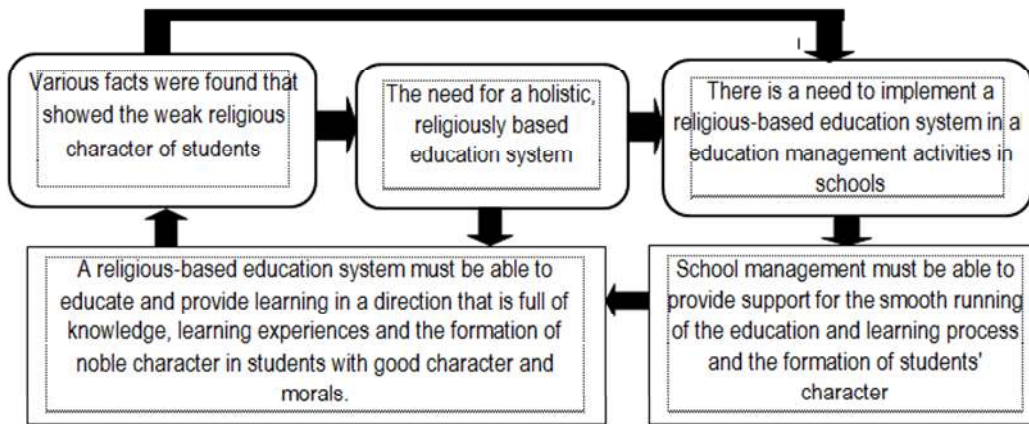 Various facts were found that
showed the weak religious
character of students
The need for a holistic,
religiously based
education system
There is a need to implement a
religious-based education system in a
education management activities in
schools
A religious-based education system must be able to
educate and provide learning in a direction that is full of
knowledge, learning experiences and the formation of
noble character in students with good character and
morals.
School management must be able to
provide support for the smooth running
of the education and learning process
and the formation of students'
character